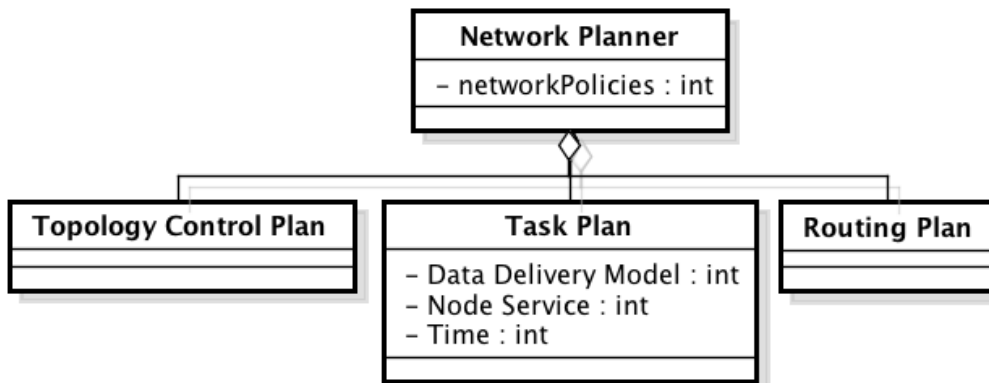 Network Planner
– networkPolicies : int
Topology Control Plan
Task Plan
– Data Delivery Model : int
– Node Service : int
– Time : int
Routing Plan